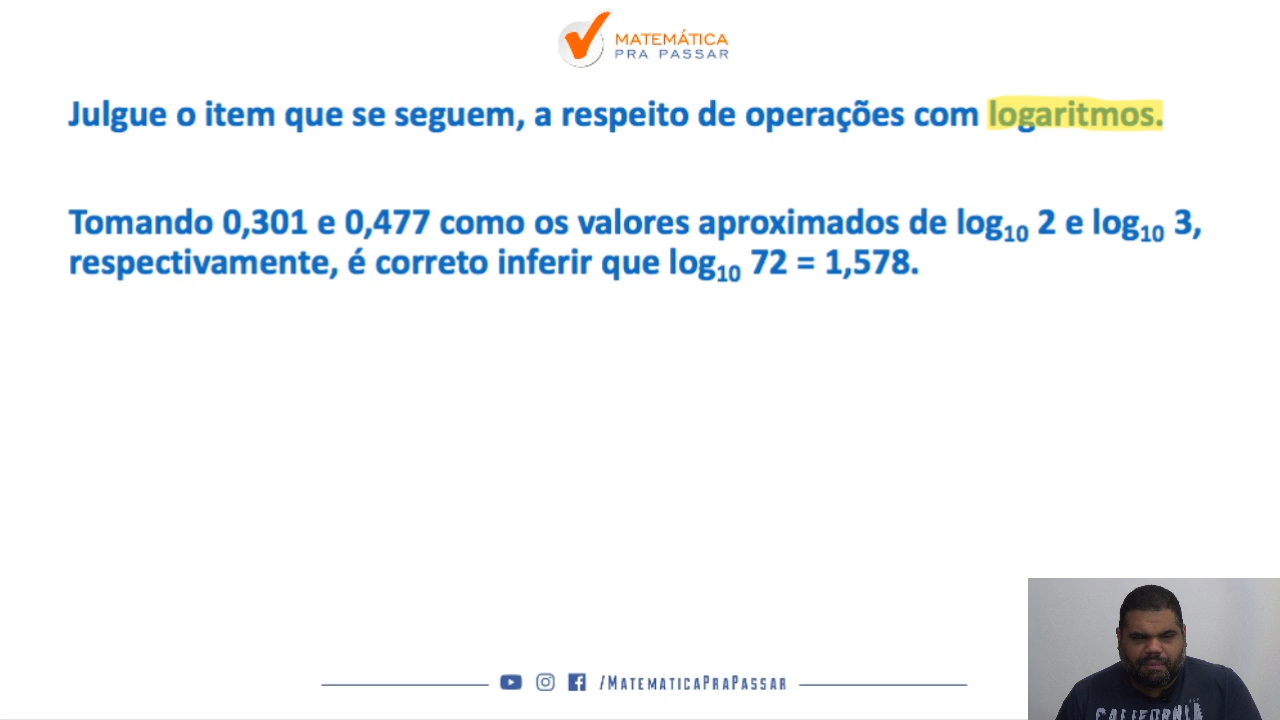 MATEMÁTICA
PRA PASSAR
Julgue o item que se seguem, a respeito de operações com logaritmos.
Tomando 0,301 e 0,477 como os valores aproximados de log₁₀ 2 e log₁₀ 3,
respectivamente, é correto inferir que log₁₀ 72 = 1,578.
/MATEMATICAPRAPASSAR